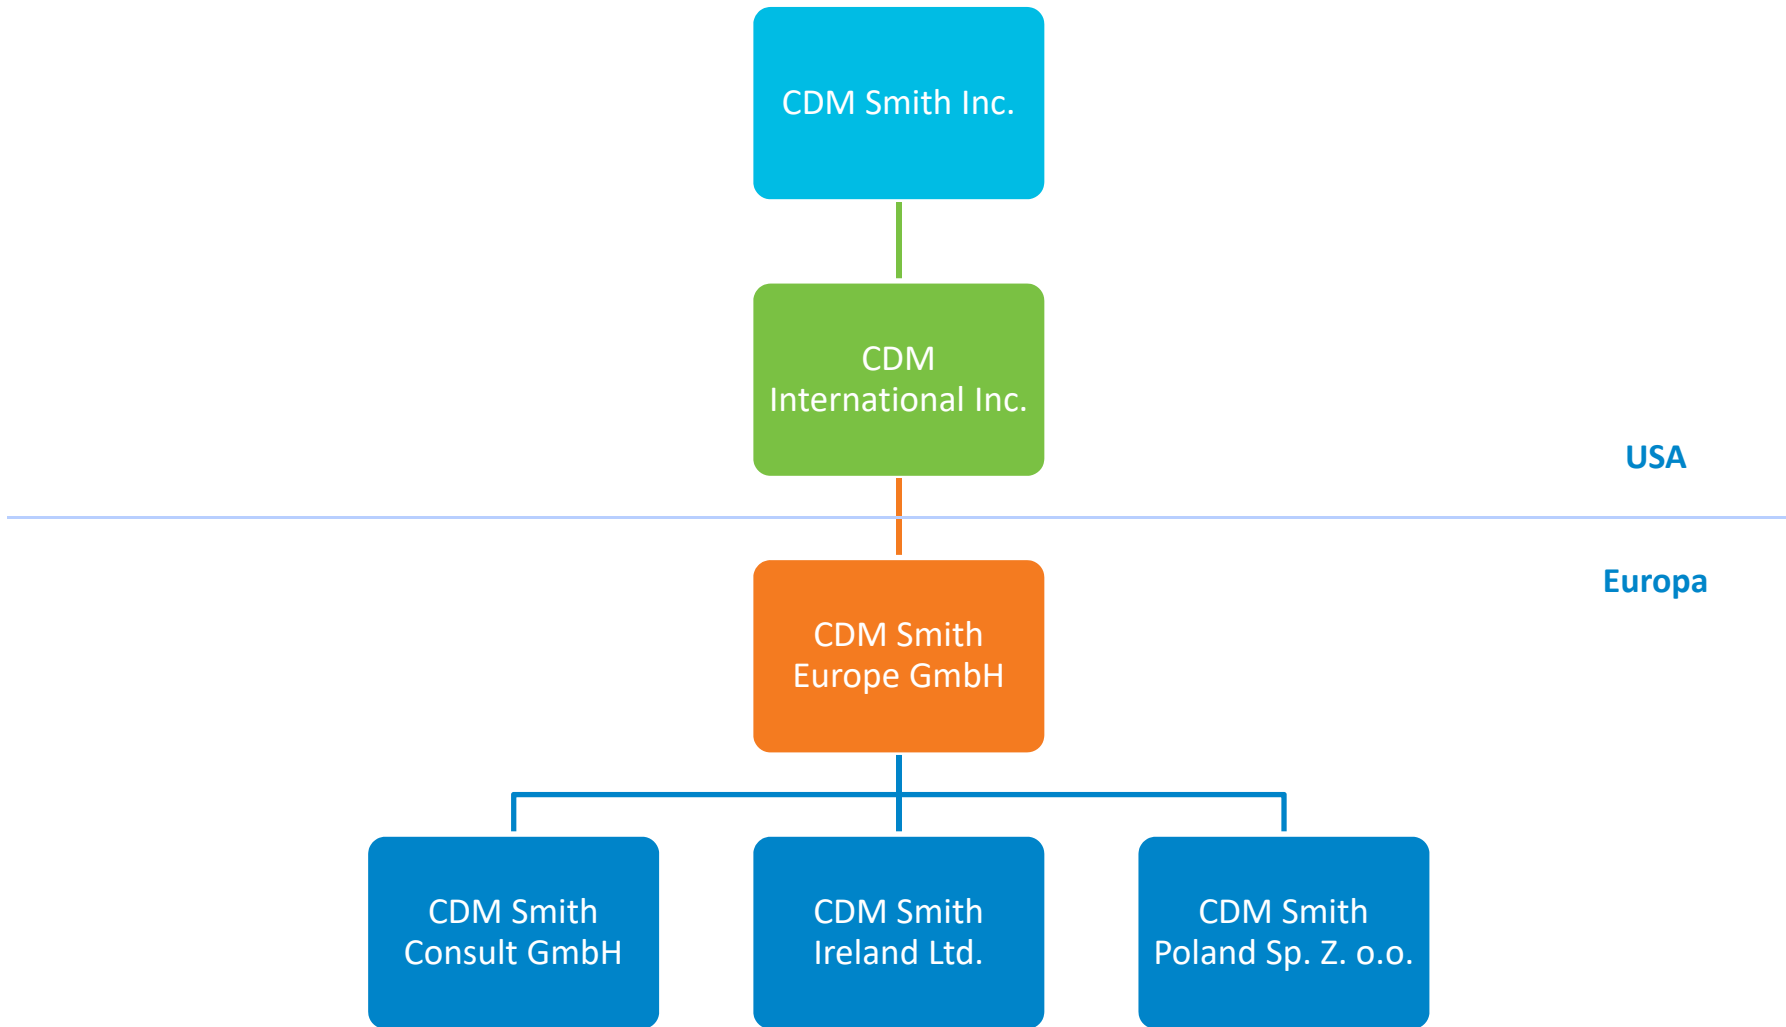 CDM Smith Inc.
CDM
International Inc.
USA
Europa
CDM Smith
Europe GmbH
CDM Smith
Consult GmbH
CDM Smith
Ireland Ltd.
CDM Smith
Poland Sp. Z. o.o.